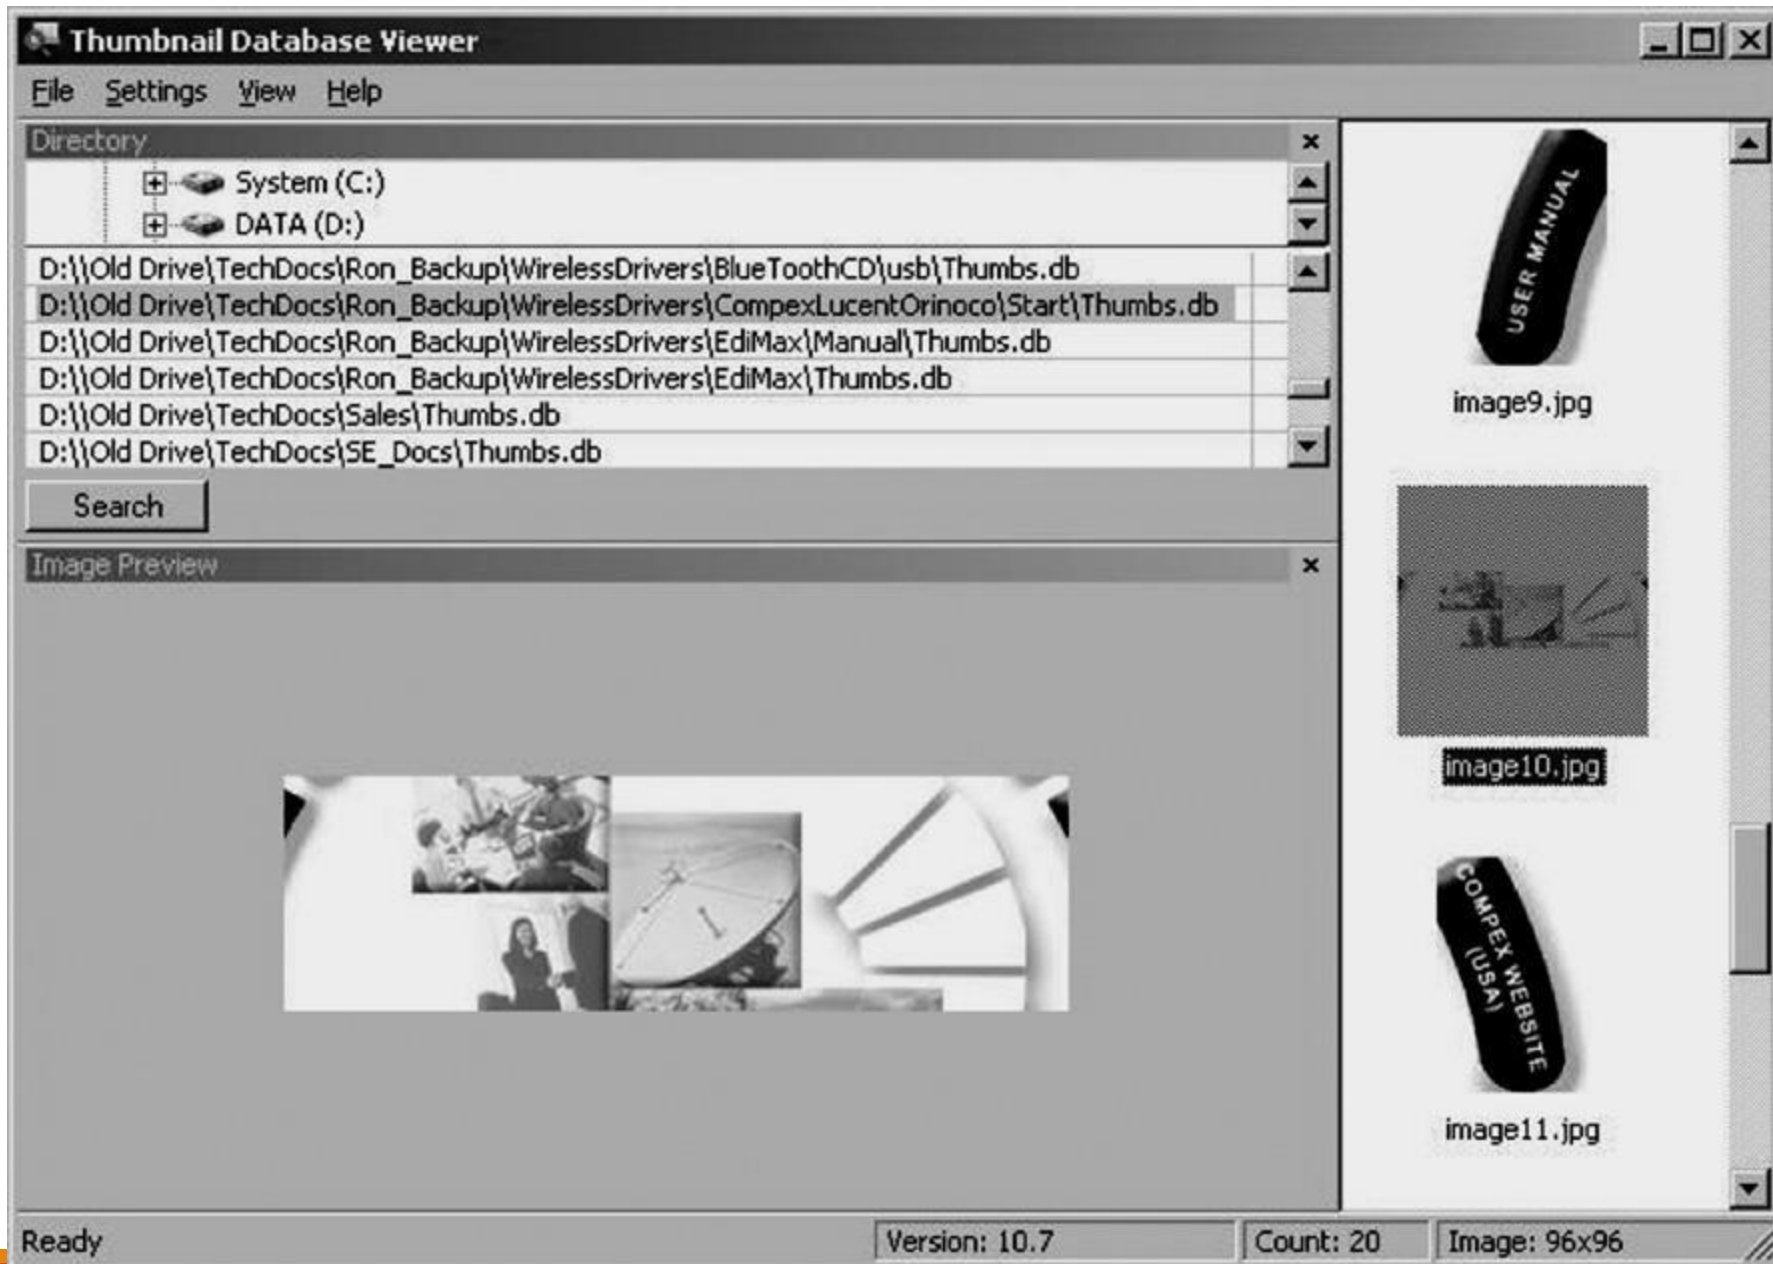 Thumbnail Database Viewer
File Settings View Help
Directory
System (C:)
DATA (D:)
D:\\Old Drive\TechDocs\Ron_Backup\WirelessDrivers\BlueToothCD\usb\Thumbs.db
D:\\Old Drive\TechDocs\Ron_Backup\WirelessDrivers\CompexLucentOrinoco\Start\Thumbs.db
D:\\Old Drive\TechDocs\Ron_Backup\WirelessDrivers\EdiMax\Manual\Thumbs.db
D:\\Old Drive\TechDocs\Ron_Backup\WirelessDrivers\EdiMax\Thumbs.db
D:\\Old Drive\TechDocs\Sales\Thumbs.db
D:\\Old Drive\TechDocs\SE_Docs\Thumbs.db
Search
Image Preview
USER MANUAL
image9.jpg
image10.jpg
COMPEX WEBSITE
(USA)
image11.jpg
Ready
Version: 10.7
Count: 20
Image: 96x96